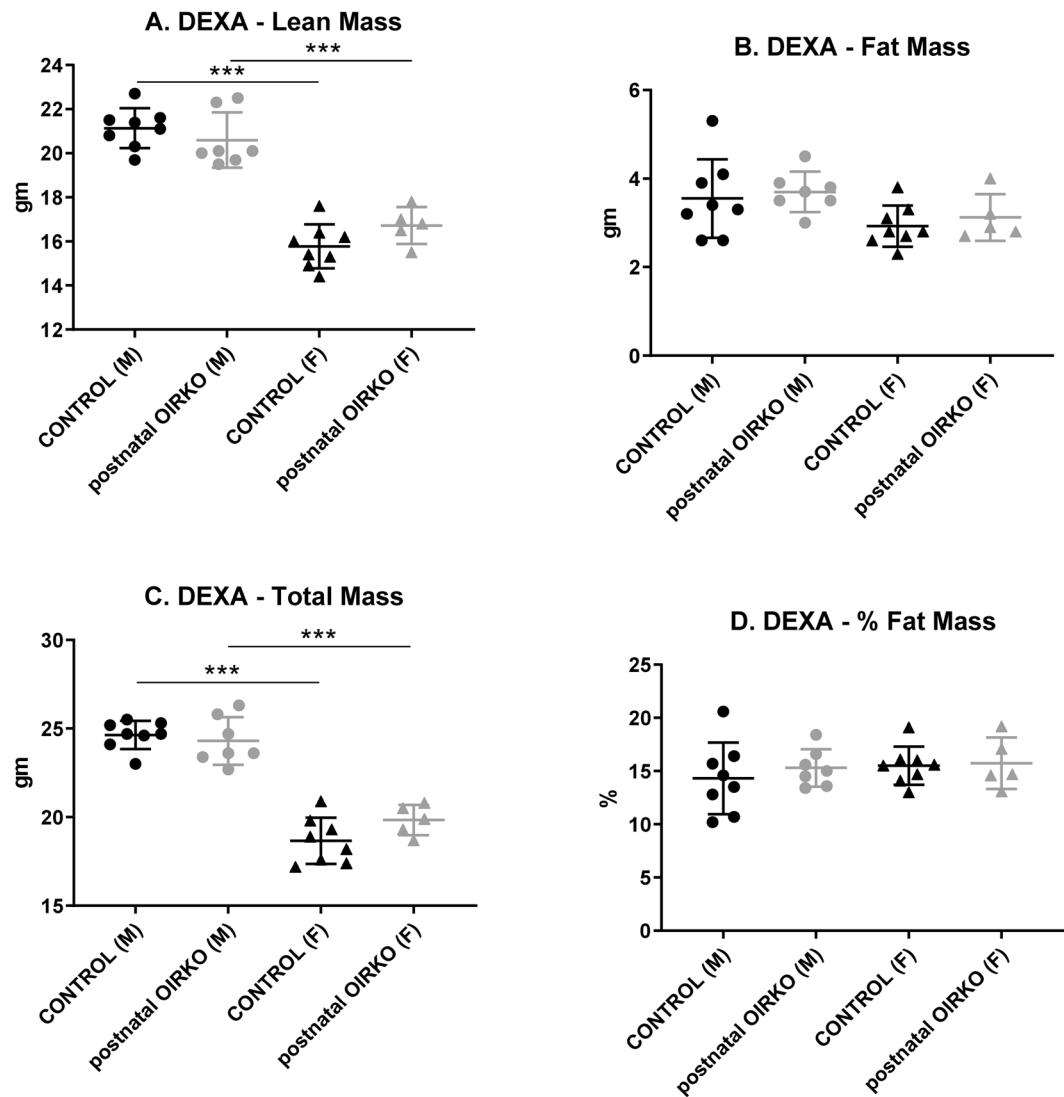 A. DEXA - Lean Mass
***
***
24
22
20
18
16
14
12
gm
CONTROL (M)
postnatal OIRKO (M)
CONTROL (F)
postnatal OIRKO (F)
B. DEXA - Fat Mass
6
4
2
0
gm
CONTROL (M)
postnatal OIRKO (M)
CONTROL (F)
postnatal OIRKO (F)
C. DEXA - Total Mass
***
***
30
25
20
15
gm
CONTROL (M)
postnatal OIRKO (M)
CONTROL (F)
postnatal OIRKO (F)
D. DEXA - % Fat Mass
25
20
15
10
5
0
%
CONTROL (M)
postnatal OIRKO (M)
CONTROL (F)
postnatal OIRKO (F)